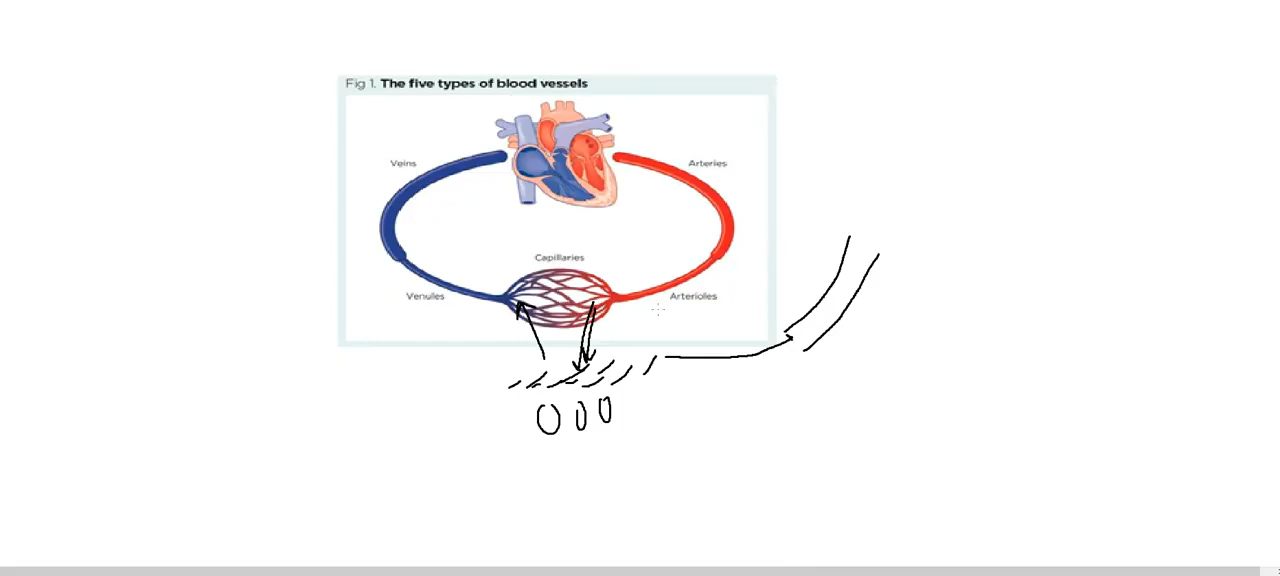 Fig 1. The five types of blood vessels
Veins
Arteries
Capillaries
Venules
Arterioles